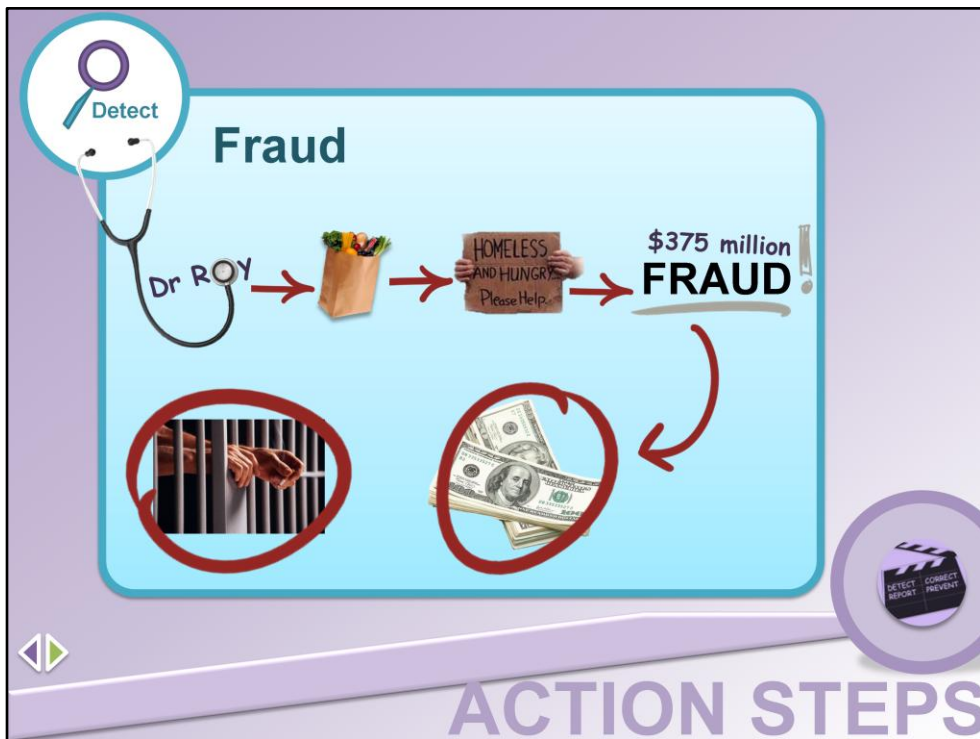 Detect
Fraud
Dr Roy
HOMELESS
AND HUNGRY
Please Help.
$375 million
FRAUD!
DETECT
REPORT
CORRECT
PREVENT
ACTION STEPS